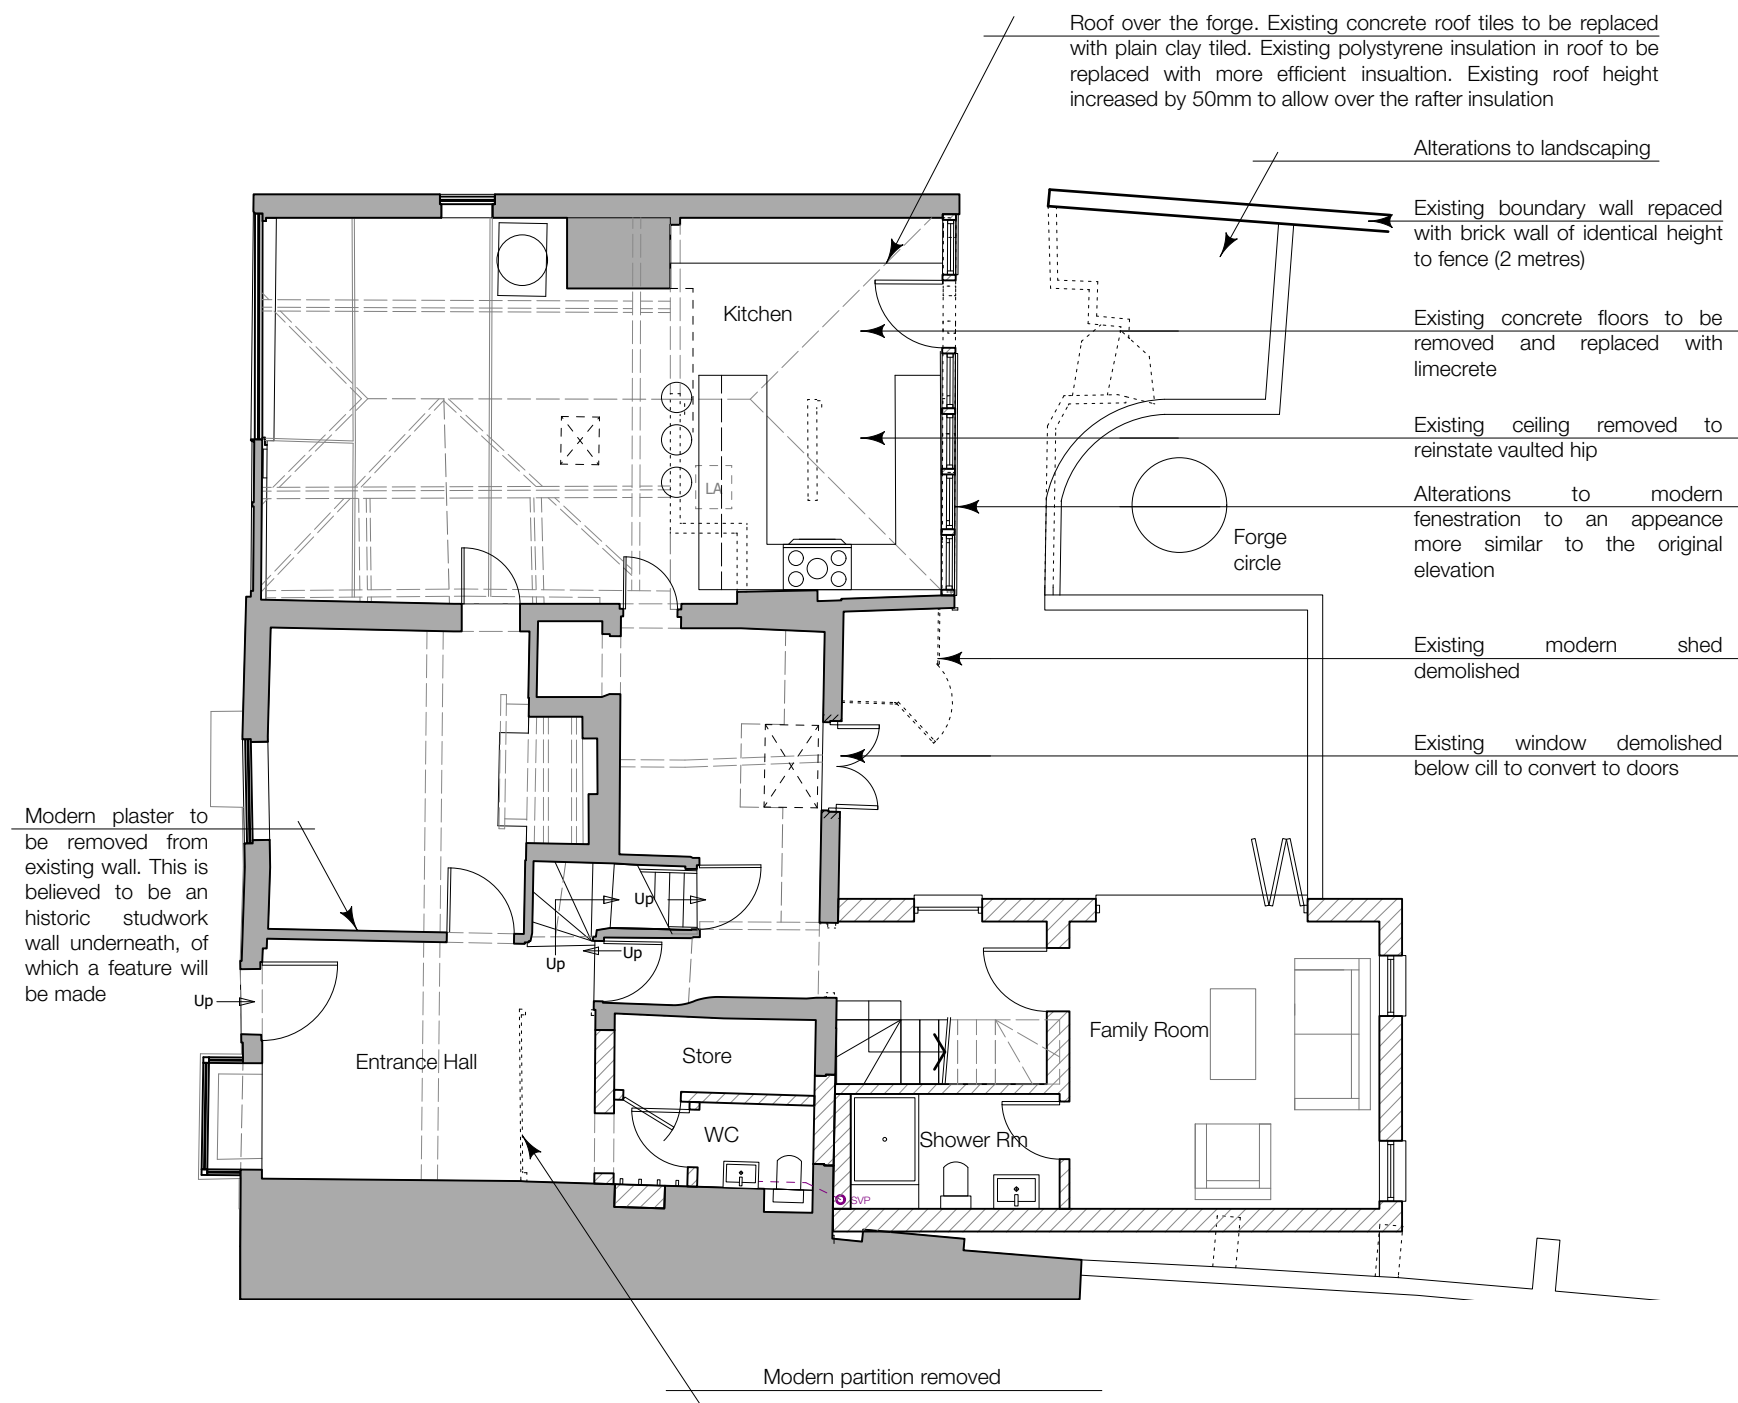 Roof over the forge. Existing concrete roof tiles to be replaced
with plain clay tiled. Existing polystyrene insulation in roof to be
replaced with more efficient insualtion. Existing roof height
increased by 50mm to allow over the rafter insulation
Alterations to landscaping
Existing boundary wall repaced
with brick wall of identical height
to fence (2 metres)
Kitchen
Existing concrete floors to be
removed and replaced with
limecrete
Existing ceiling removed to
reinstate vaulted hip
LA
Alterations to modern
fenestration to an appeance
more similar to the original
elevation
Forge
circle
Existing modern shed
demolished
Existing window demolished
below cill to convert to doors
Modern plaster to
be removed from
existing wall. This is
believed to be an
historic studwork
wall underneath, of
which a feature will
be made
Up
Up
Up
Up
Family Room
Entrance Hall
Store
WC
Shower Rm
SVP
Modern partition removed